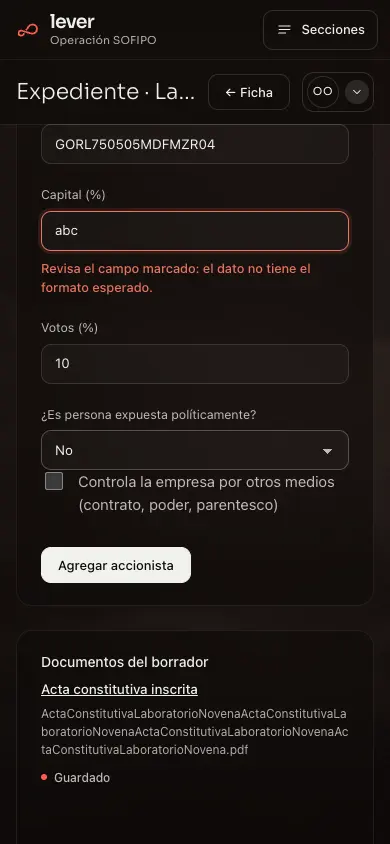 lever
Operación SOFIPO
Secciones
Expediente · La...
← Ficha
OO
GORL750505MDFMZR04
Capital (%)
abc
Revisa el campo marcado: el dato no tiene el
formato esperado.
Votos (%)
10
¿Es persona expuesta políticamente?
No
Controla la empresa por otros medios
(contrato, poder, parentesco)
Agregar accionista
Documentos del borrador
Acta constitutiva inscrita
ActaConstitutivaLaboratorioNovenaActaConstitutivaLa
boratorioNovenaActaConstitutivaLaboratorioNovenaAc
taConstitutivaLaboratorioNovena.pdf
Guardado